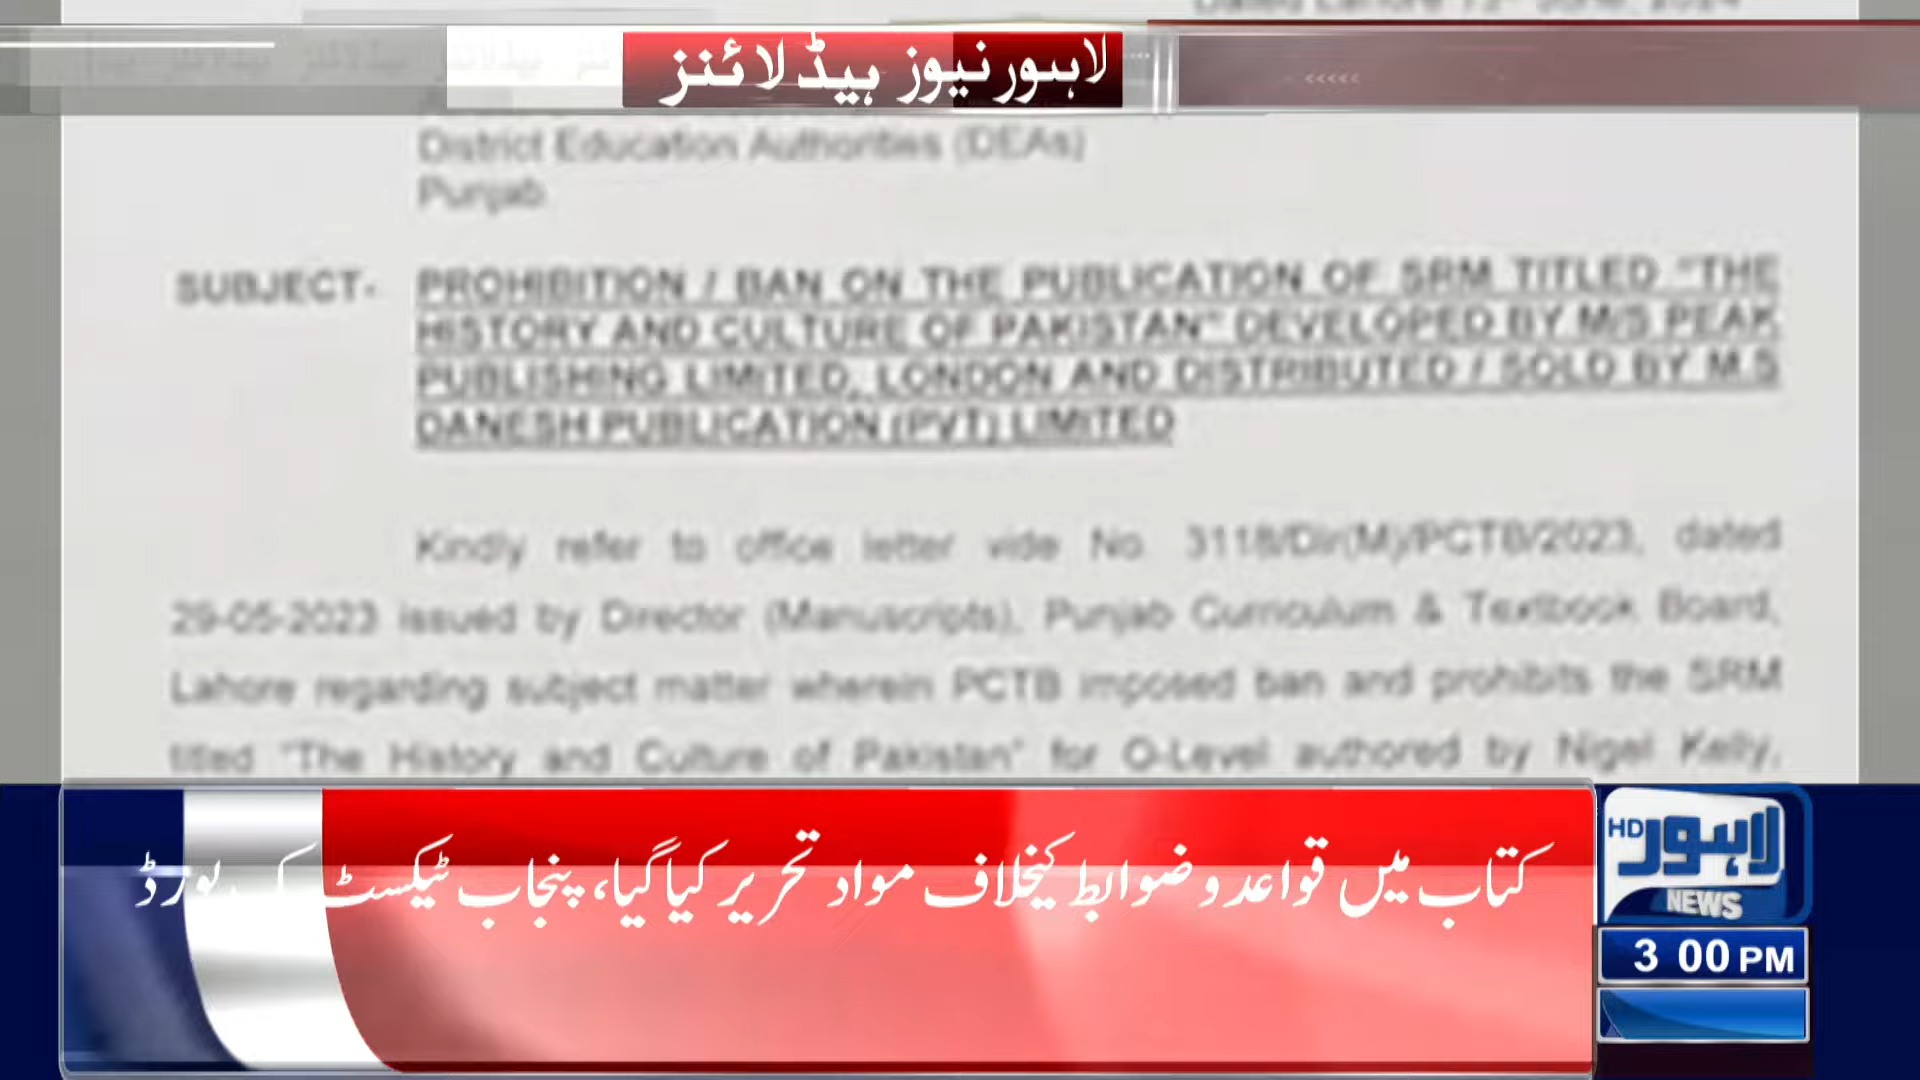 لاہور نیوز ہیڈلائنز
District Education Authorities (DEAs)
Punjab
SUBJECT- PROHIBITION / BAN ON THE PUBLICATION OF SRM TITLED "THE
HISTORY AND CULTURE OF PAKISTAN" DEVELOPED BY M/S PEAK
PUBLISHING LIMITED, LONDON AND DISTRIBUTED / SOLD BY M.S
DANESH PUBLICATION (PVT) LIMITED
Kindly refer to office letter vide No. 3118/Dir(M)/PCTB/2023, dated
29-05-2023 issued by Director (Manuscripts), Punjab Curriculum & Textbook Board,
Lahore regarding subject matter wherein PCTB imposed ban and prohibits the SRM
titled "The History and Culture of Pakistan" for O-Level authored by Nigel Kelly,
کتاب میں قواعد و ضوابط کیخلاف مواد تحریر کیا گیا، پنجاب ٹیکسٹ بک بورڈ
HD لاہور
NEWS
3 00 PM